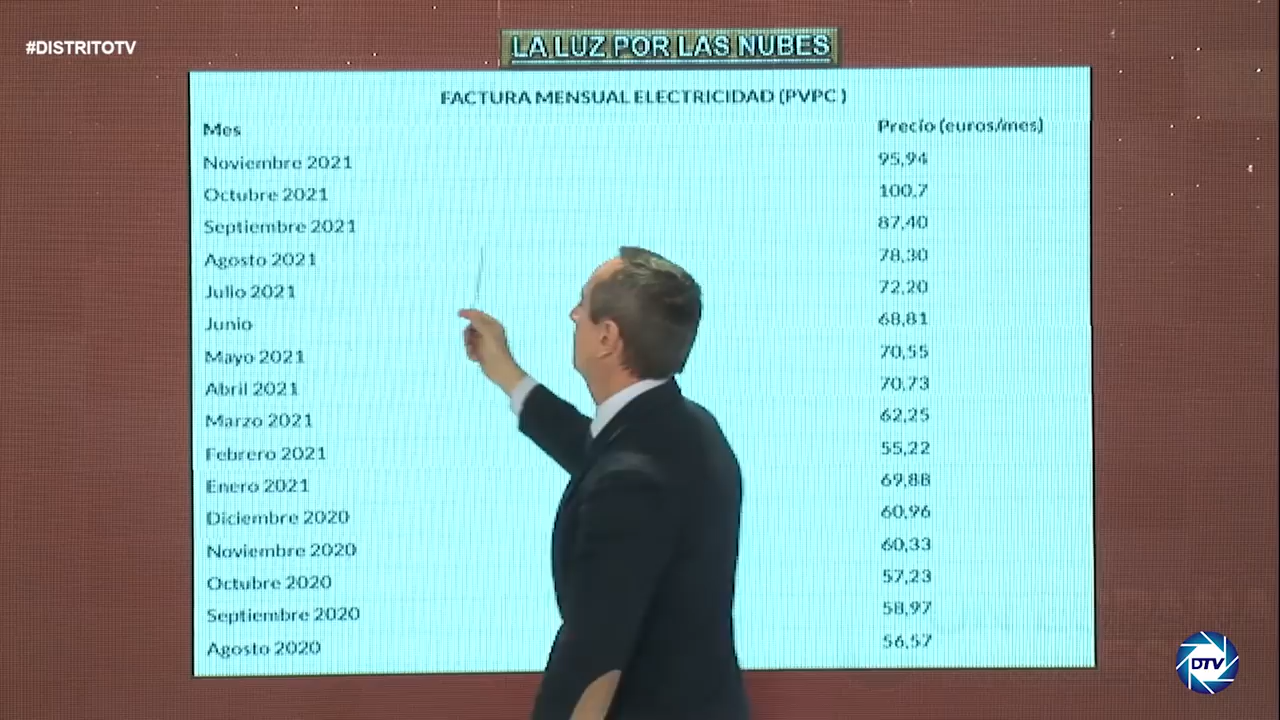 #DISTRITOTV
LA LUZ POR LAS NUBES
FACTURA MENSUAL ELECTRICIDAD (PVPC )
Mes Precio (euros/mes)
Noviembre 2021 95,94
Octubre 2021 100,7
Septiembre 2021 87,40
Agosto 2021 78,30
Julio 2021 72,20
Junio 68,81
Mayo 2021 70,55
Abril 2021 70,73
Marzo 2021 62,25
Febrero 2021 55,22
Enero 2021 69,88
Diciembre 2020 60,96
Noviembre 2020 60,33
Octubre 2020 57,23
Septiembre 2020 58,97
Agosto 2020 56,57
DTV